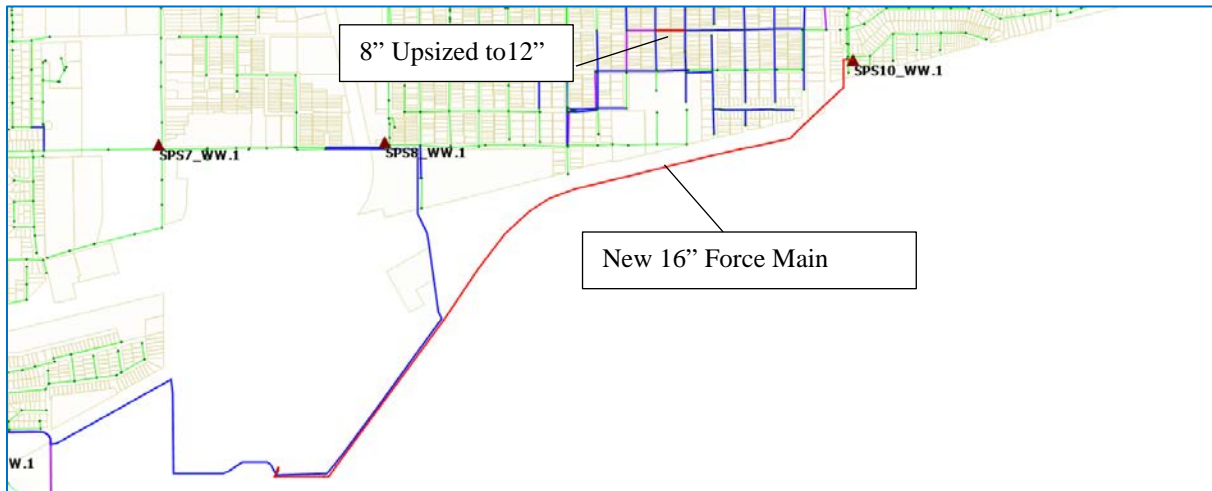 8” Upsized to12”
SPS10_WW.1
SPS7_WW.1
SPS8_WW.1
New 16” Force Main
W.1